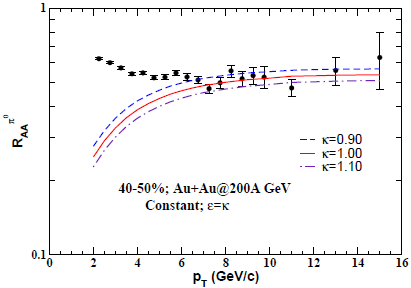 1
R_AA^π^0
0.1
κ=0.90
κ=1.00
κ=1.10
40-50%; Au+Au@200A GeV
Constant; ε=κ
0 2 4 6 8 10 12 14 16
p_T (GeV/c)